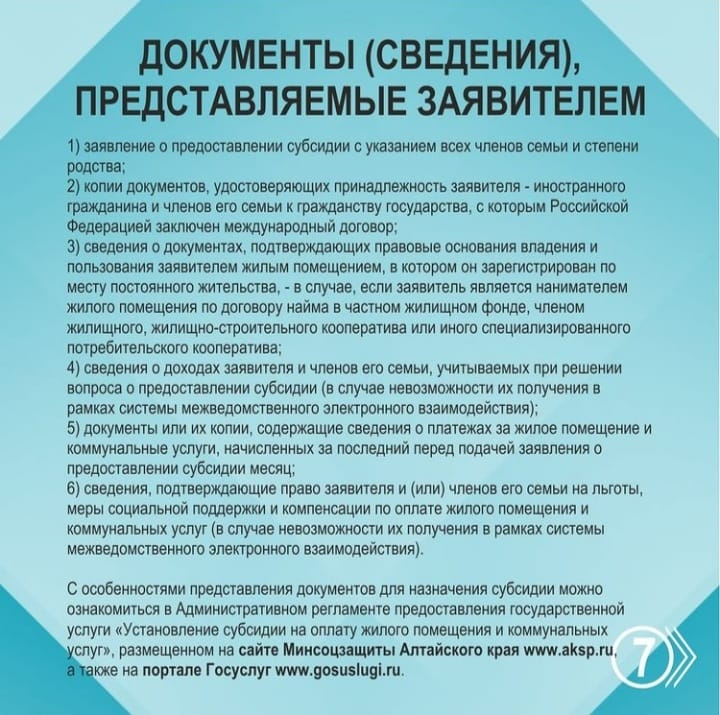 ДОКУМЕНТЫ (СВЕДЕНИЯ),
ПРЕДСТАВЛЯЕМЫЕ ЗАЯВИТЕЛЕМ
1) заявление о предоставлении субсидии с указанием всех членов семьи и степени
родства;
2) копии документов, удостоверяющих принадлежность заявителя - иностранного
гражданина и членов его семьи к гражданству государства, с которым Российской
Федерацией заключен международный договор;
3) сведения о документах, подтверждающих правовые основания владения и
пользования заявителем жилым помещением, в котором он зарегистрирован по
месту постоянного жительства, - в случае, если заявитель является нанимателем
жилого помещения по договору найма в частном жилищном фонде, членом
жилищного, жилищно-строительного кооператива или иного специализированного
потребительского кооператива;
4) сведения о доходах заявителя и членов его семьи, учитываемых при решении
вопроса о предоставлении субсидии (в случае невозможности их получения в
рамках системы межведомственного электронного взаимодействия);
5) документы или их копии, содержащие сведения о платежах за жилое помещение и
коммунальные услуги, начисленных за последний перед подачей заявления о
предоставлении субсидии месяц;
6) сведения, подтверждающие право заявителя и (или) членов его семьи на льготы,
меры социальной поддержки и компенсации по оплате жилого помещения и
коммунальных услуг (в случае невозможности их получения в рамках системы
межведомственного электронного взаимодействия).
С особенностями представления документов для назначения субсидии можно
ознакомиться в Административном регламенте предоставления государственной
услуги «Установление субсидии на оплату жилого помещения и коммунальных
услуг», размещенном на сайте Минсоцзащиты Алтайского края www.aksp.ru,
а также на портале Госуслуг www.gosuslugi.ru.
7